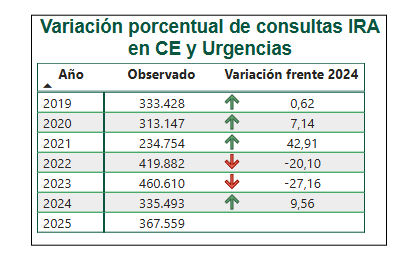 Variación porcentual de consultas IRA
en CE y Urgencias
Año Observado Variación frente 2024
2019 333.428 0,62
2020 313.147 7,14
2021 234.754 42,91
2022 419.882 -20,10
2023 460.610 -27,16
2024 335.493 9,56
2025 367.559